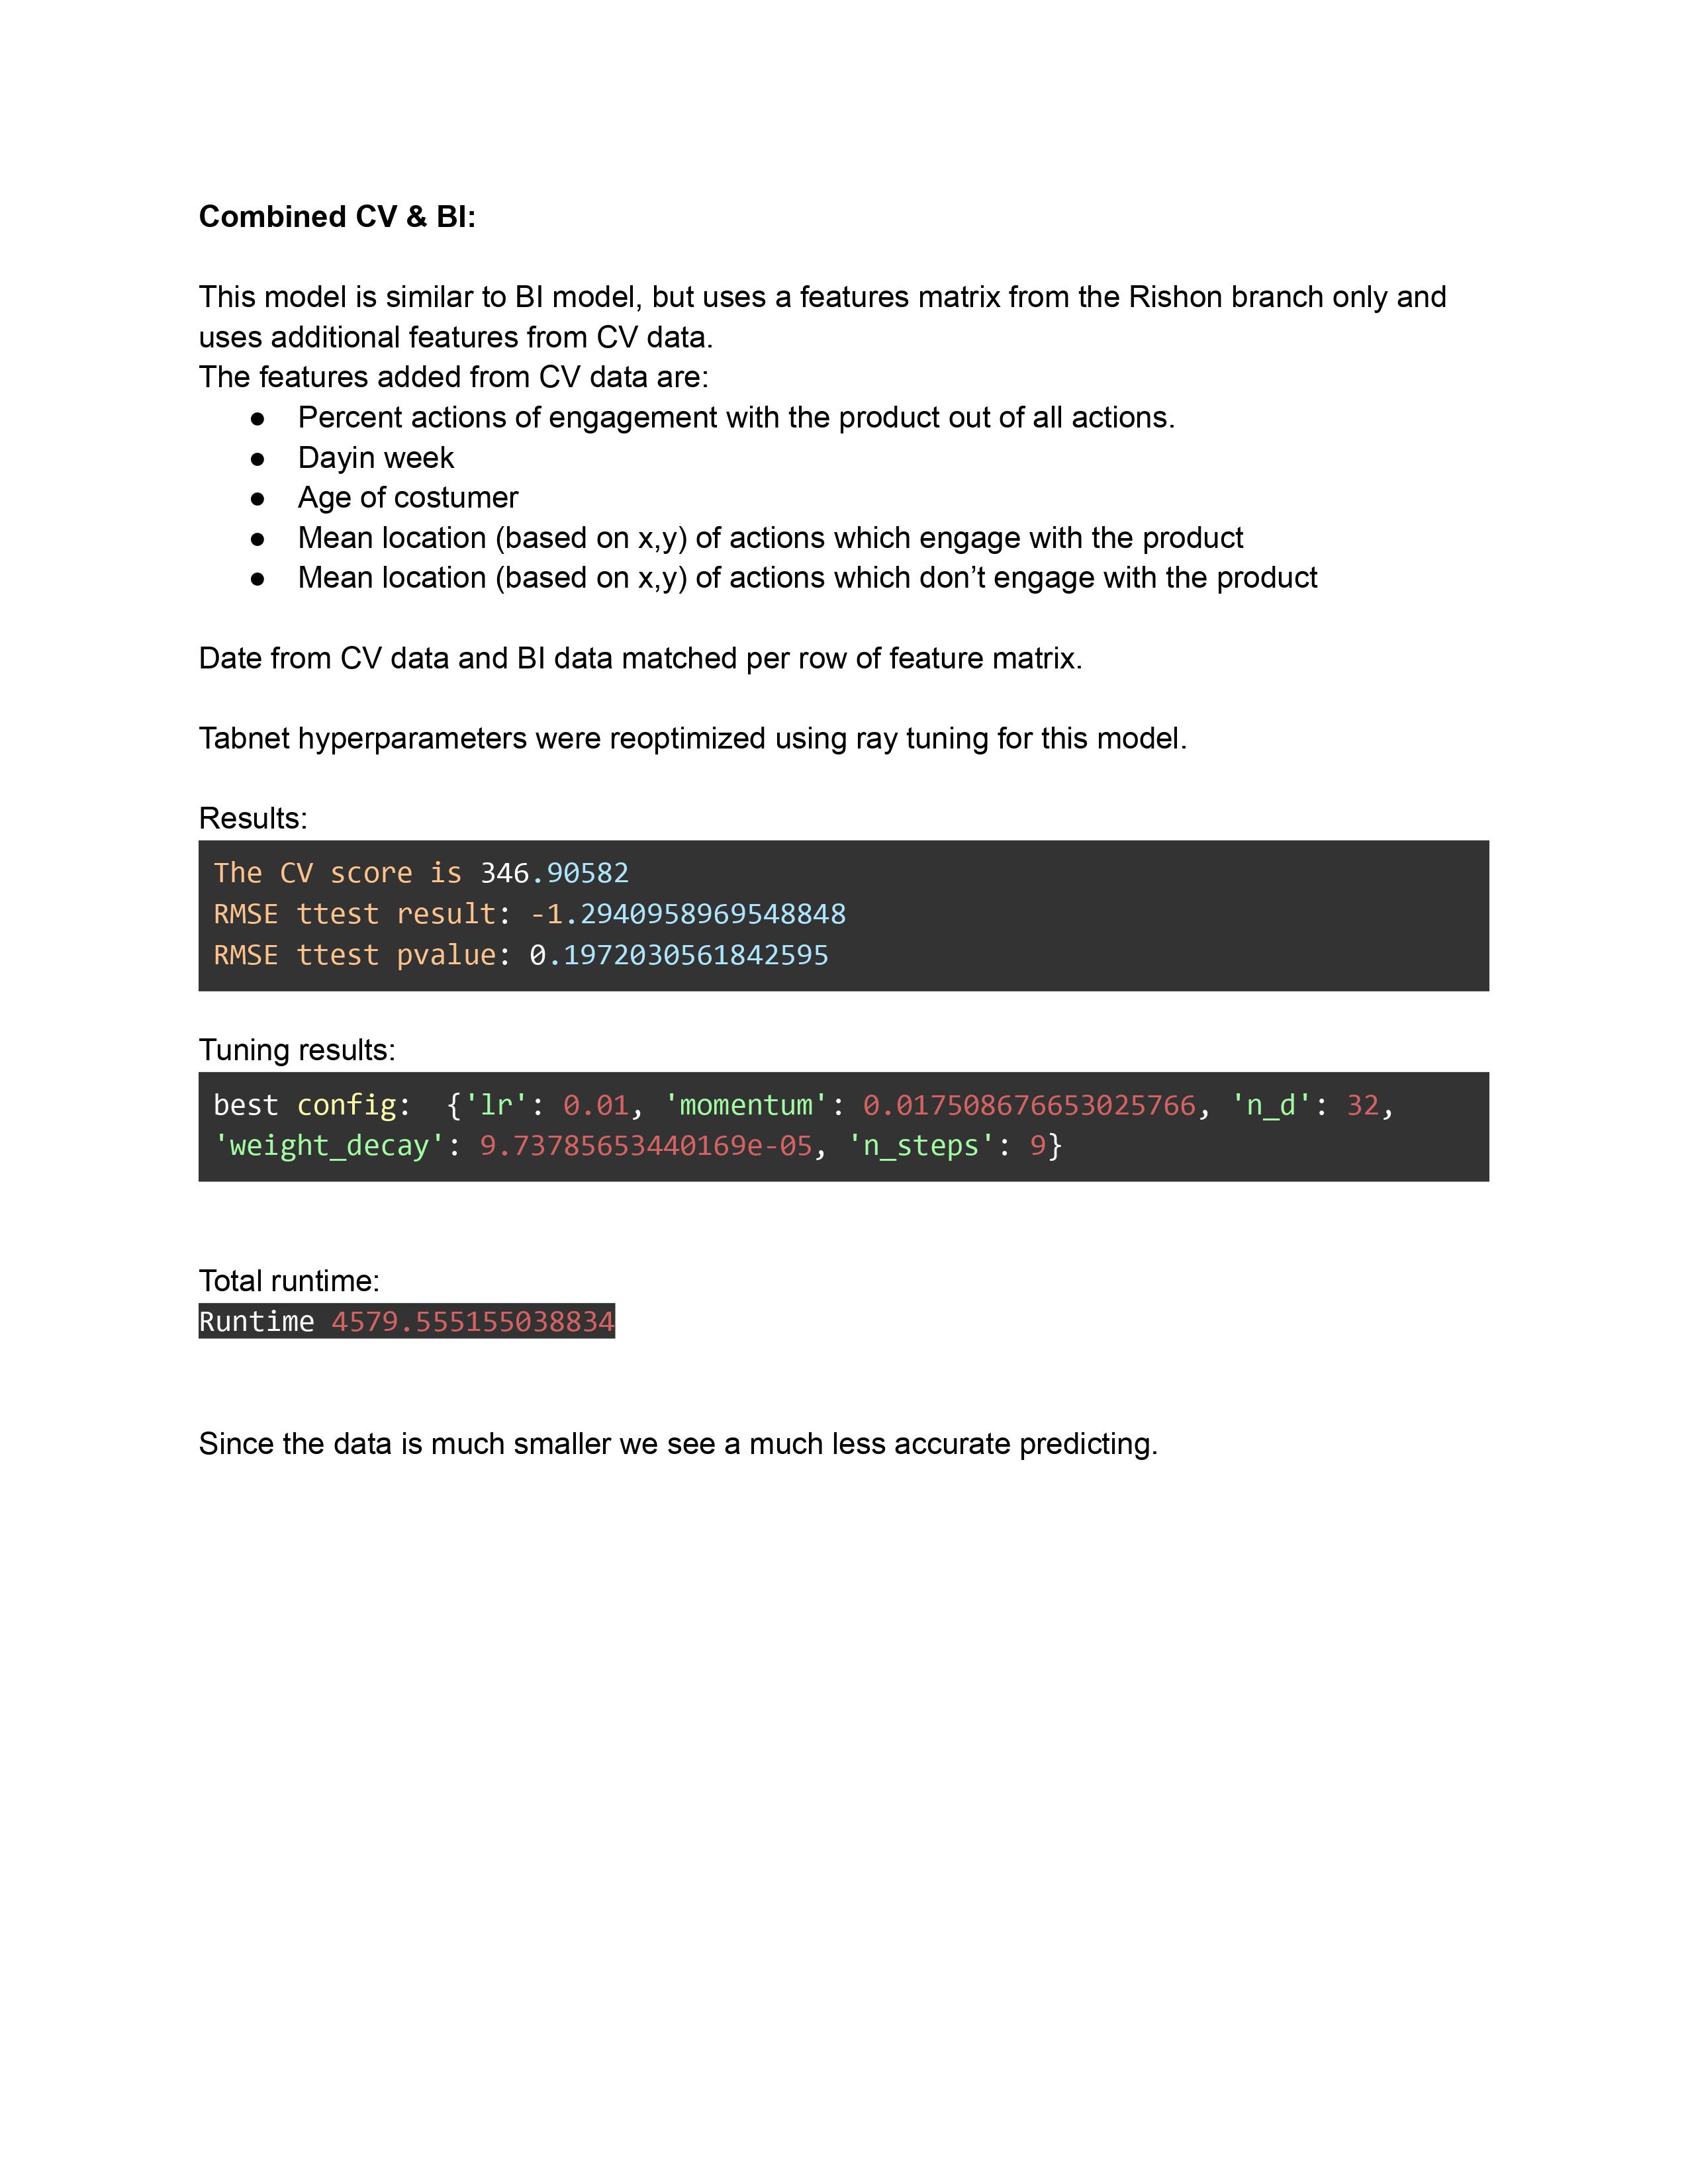 Combined CV & BI:
This model is similar to BI model, but uses a features matrix from the Rishon branch only and
uses additional features from CV data.
The features added from CV data are:
● Percent actions of engagement with the product out of all actions.
● Dayin week
● Age of costumer
● Mean location (based on x,y) of actions which engage with the product
● Mean location (based on x,y) of actions which don’t engage with the product
Date from CV data and BI data matched per row of feature matrix.
Tabnet hyperparameters were reoptimized using ray tuning for this model.
Results:
The CV score is 346.90582
RMSE ttest result: -1.2940958969548848
RMSE ttest pvalue: 0.1972030561842595
Tuning results:
best config:  {'lr': 0.01, 'momentum': 0.017508676653025766, 'n_d': 32,
'weight_decay': 9.73785653440169e-05, 'n_steps': 9}
Total runtime:
Runtime 4579.555155038834
Since the data is much smaller we see a much less accurate predicting.